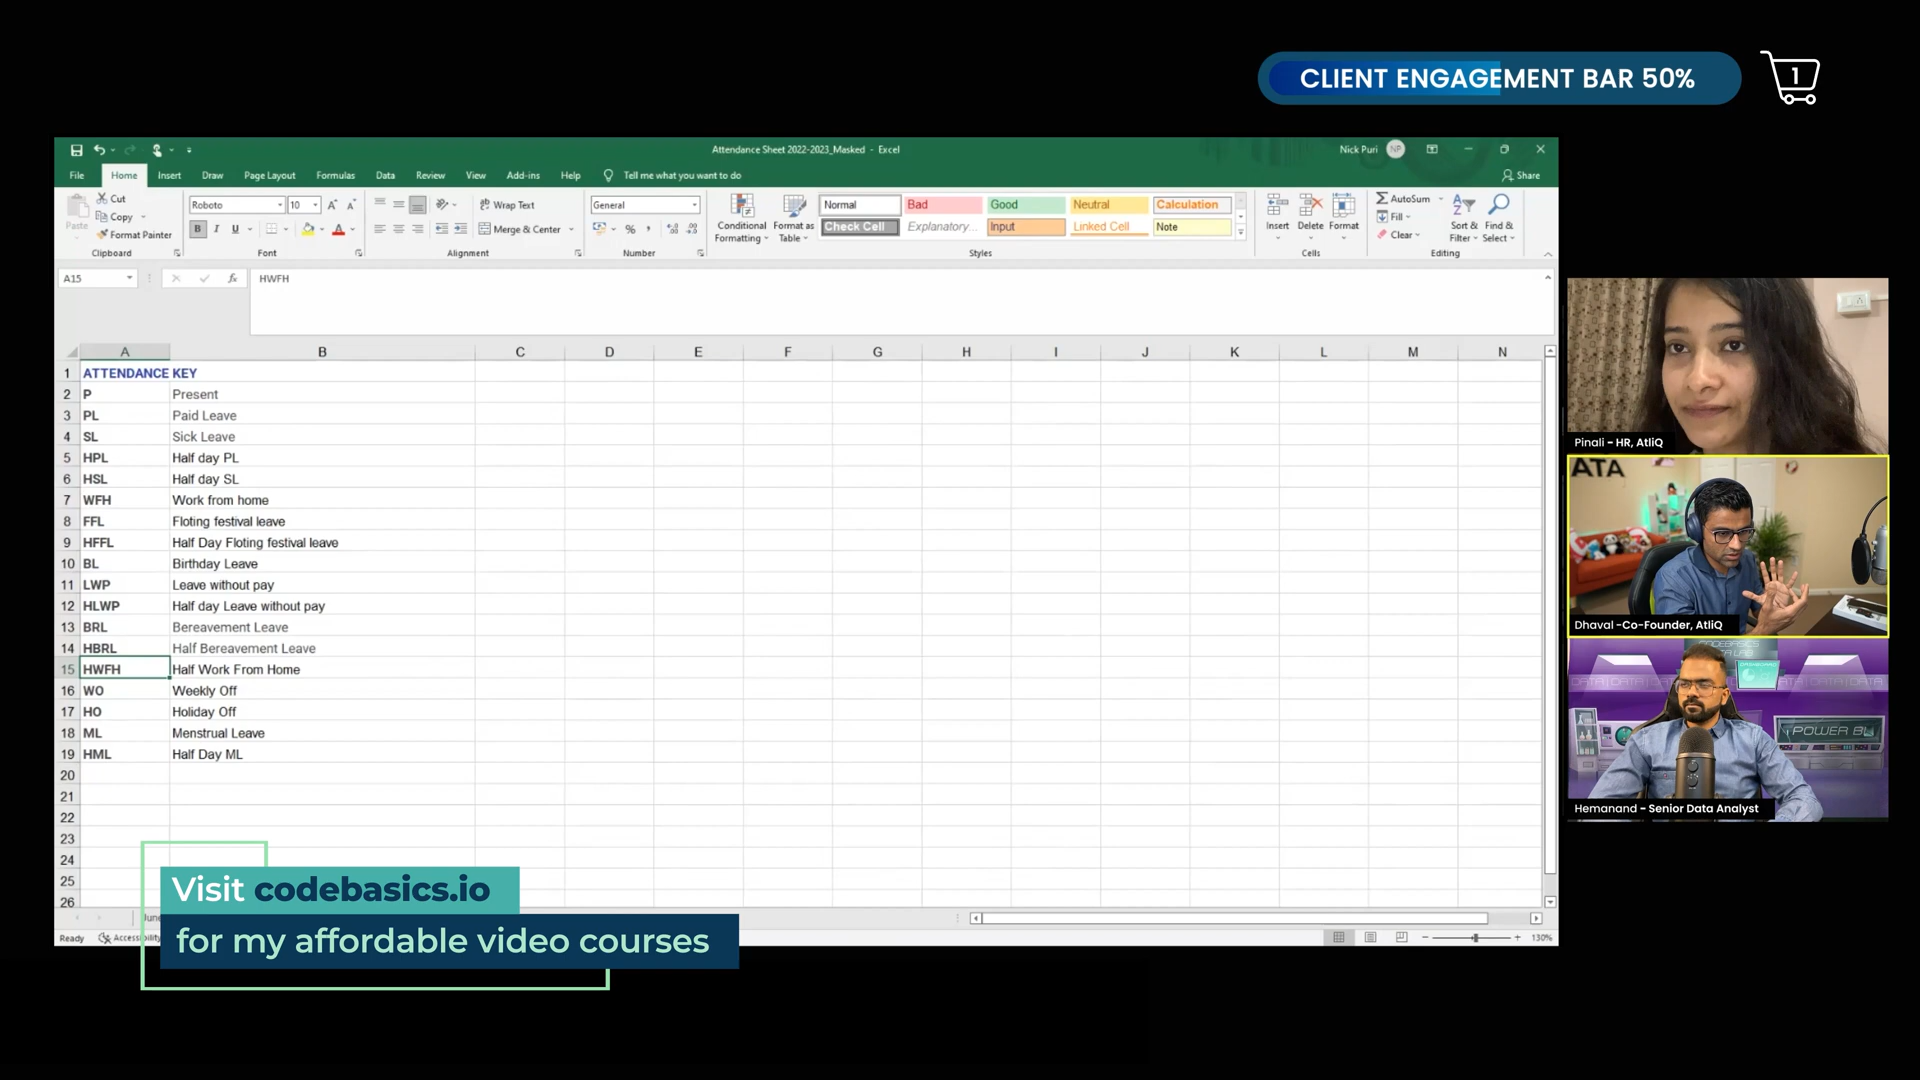 CLIENT ENGAGEMENT BAR 50%
1
Attendance Sheet 2022-2023_Masked - Excel
Nick Puri
NP
File Home Insert Draw Page Layout Formulas Data Review View Add-ins Help Tell me what you want to do
Share
Paste
Cut
Copy
Format Painter
Clipboard
Roboto
10
B I U
Font
Wrap Text
Merge & Center
Alignment
General
%
Number
Conditional Formatting
Format as Table
Normal Bad Good Neutral Calculation
Check Cell Explanatory... Input Linked Cell Note
Styles
Insert Delete Format
Cells
AutoSum
Fill
Clear
Sort & Filter
Find & Select
Editing
A15
fx
HWFH
A B C D E F G H I J K L M N
1 ATTENDANCE KEY
2 P Present
3 PL Paid Leave
4 SL Sick Leave
5 HPL Half day PL
6 HSL Half day SL
7 WFH Work from home
8 FFL Floting festival leave
9 HFFL Half Day Floting festival leave
10 BL Birthday Leave
11 LWP Leave without pay
12 HLWP Half day Leave without pay
13 BRL Bereavement Leave
14 HBRL Half Bereavement Leave
15 HWFH Half Work From Home
16 WO Weekly Off
17 HO Holiday Off
18 ML Menstrual Leave
19 HML Half Day ML
20
21
22
23
24
25
26
Ready
130%
Visit codebasics.io
for my affordable video courses
Pinali - HR, AtliQ
ATA
Dhaval -Co-Founder, AtliQ
CODEBASICS
POWER BI
Hemanand - Senior Data Analyst